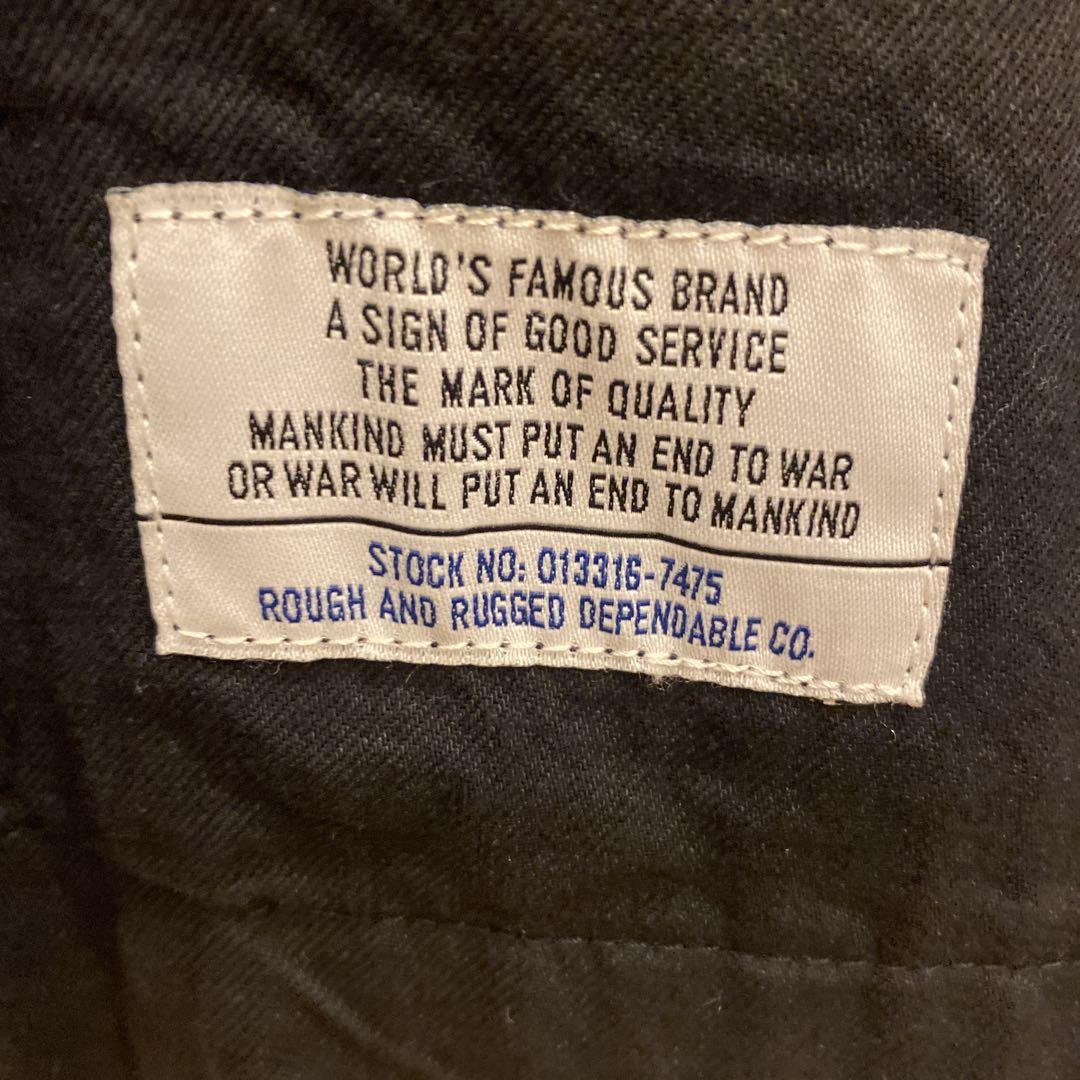 WORLD'S FAMOUS BRAND
A SIGN OF GOOD SERVICE
THE MARK OF QUALITY
MANKIND MUST PUT AN END TO WAR
OR WAR WILL PUT AN END TO MANKIND
STOCK NO: 013316-7475
ROUGH AND RUGGED DEPENDABLE CO.